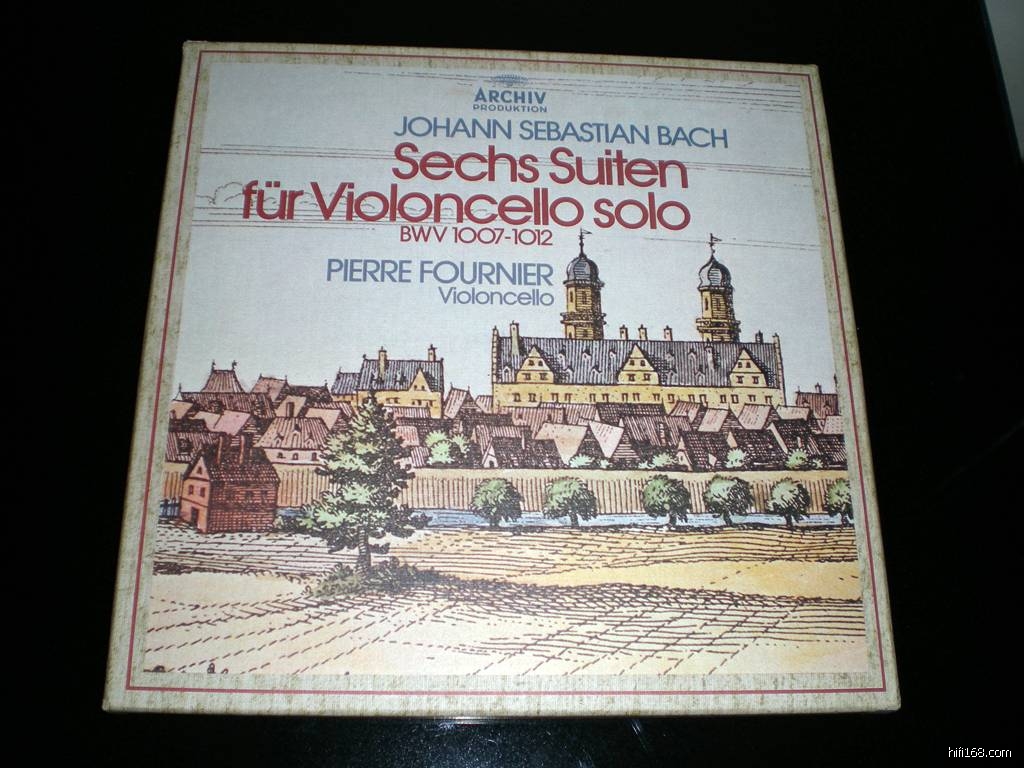 ARCHIV
PRODUKTION
JOHANN SEBASTIAN BACH
Sechs Suiten
für Violoncello solo
BWV 1007-1012
PIERRE FOURNIER
Violoncello
hifi168.com